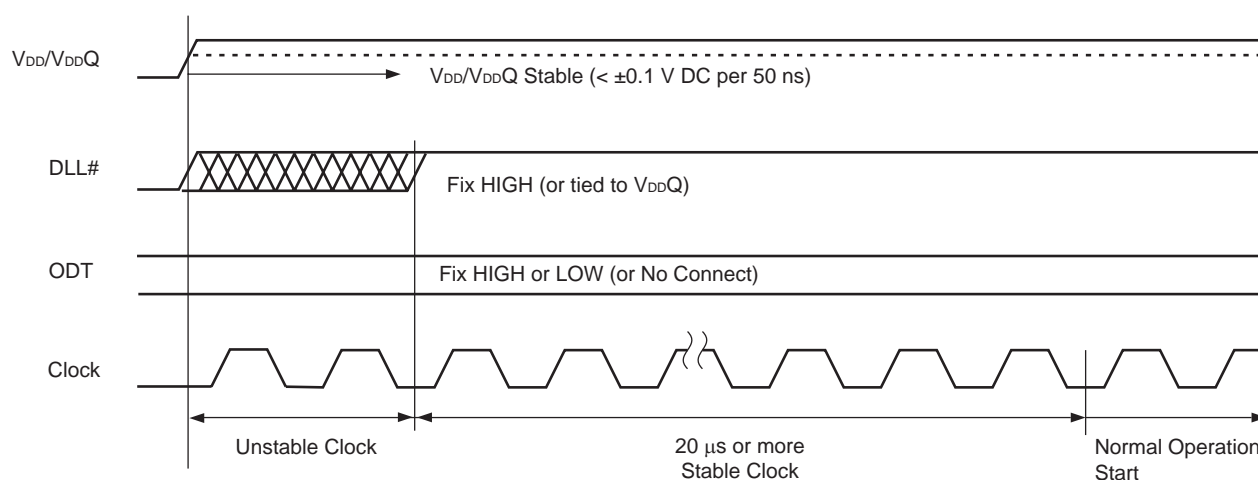 VDD/VDDQ
VDD/VDDQ Stable (< ±0.1 V DC per 50 ns)
DLL#
Fix HIGH (or tied to VDDQ)
ODT
Fix HIGH or LOW (or No Connect)
Clock
Unstable Clock
20 μs or more
Stable Clock
Normal Operation
Start